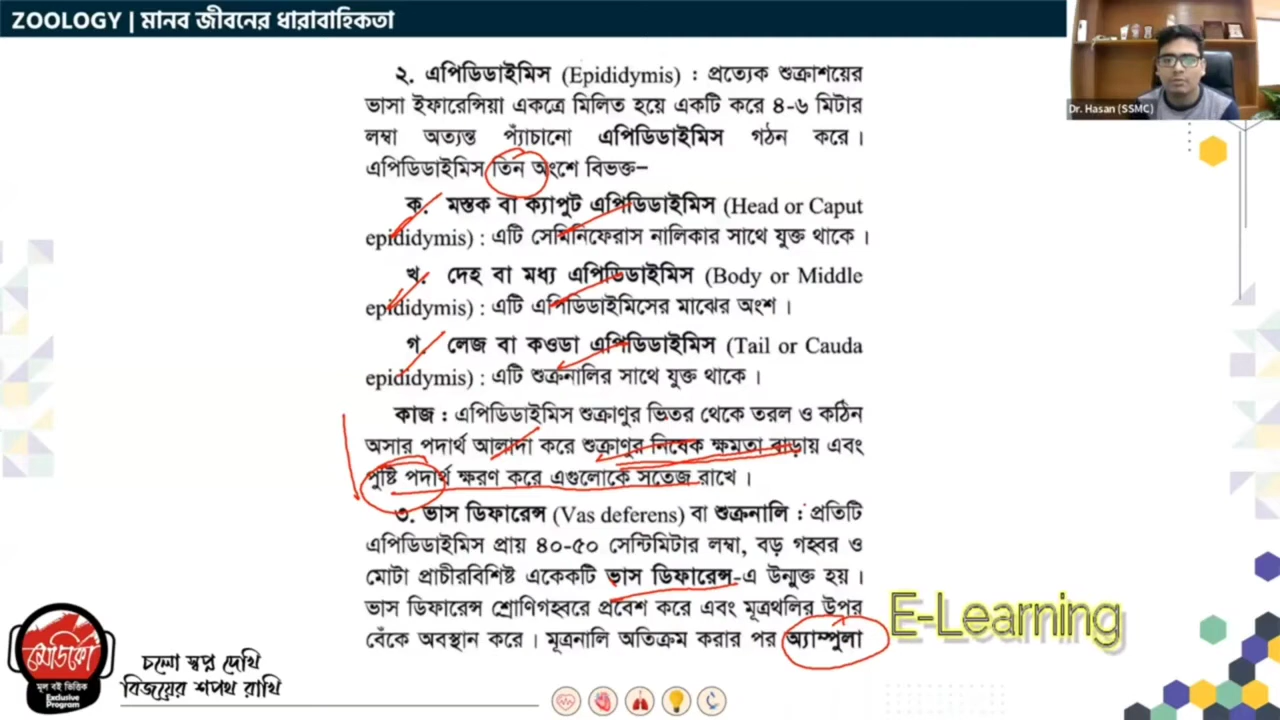 ZOOLOGY | মানব জীবনের ধারাবাহিকতা
Dr. Hasan (SSMC)
২. এপিডিডাইমিস (Epididymis) : প্রত্যেক শুক্রাশয়ের
ভাসা ইফারেন্সিয়া একত্রে মিলিত হয়ে একটি করে ৪-৬ মিটার
লম্বা অত্যন্ত প্যাঁচানো এপিডিডাইমিস গঠন করে।
এপিডিডাইমিস তিন অংশে বিভক্ত–
ক. মস্তক বা ক্যাপুট এপিডিডাইমিস (Head or Caput
epididymis) : এটি সেমিনিফেরাস নালিকার সাথে যুক্ত থাকে।
খ. দেহ বা মধ্য এপিডিডাইমিস (Body or Middle
epididymis) : এটি এপিডিডাইমিসের মাঝের অংশ।
গ. লেজ বা কওডা এপিডিডাইমিস (Tail or Cauda
epididymis) : এটি শুক্রনালির সাথে যুক্ত থাকে।
কাজ : এপিডিডাইমিস শুক্রাণুর ভিতর থেকে তরল ও কঠিন
অসার পদার্থ আলাদা করে শুক্রাণুর নিষেক ক্ষমতা বাড়ায় এবং
পুষ্টি পদার্থ ক্ষরণ করে এগুলোকে সতেজ রাখে।
৩. ভাস ডিফারেন্স (Vas deferens) বা শুক্রনালি : প্রতিটি
এপিডিডাইমিস প্রায় ৪০-৫০ সেন্টিমিটার লম্বা, বড় গহ্বর ও
মোটা প্রাচীরবিশিষ্ট একেকটি ভাস ডিফারেন্স-এ উন্মুক্ত হয়।
ভাস ডিফারেন্স শ্রোণিগহ্বরে প্রবেশ করে এবং মূত্রথলির উপর
বেঁকে অবস্থান করে। মূত্রনালি অতিক্রম করার পর অ্যাম্পুলা
E-Learning
মেডিকো
মূল বই ভিত্তিক
Exclusive
Program
চলো স্বপ্ন দেখি
বিজয়ের শপথ রাখি